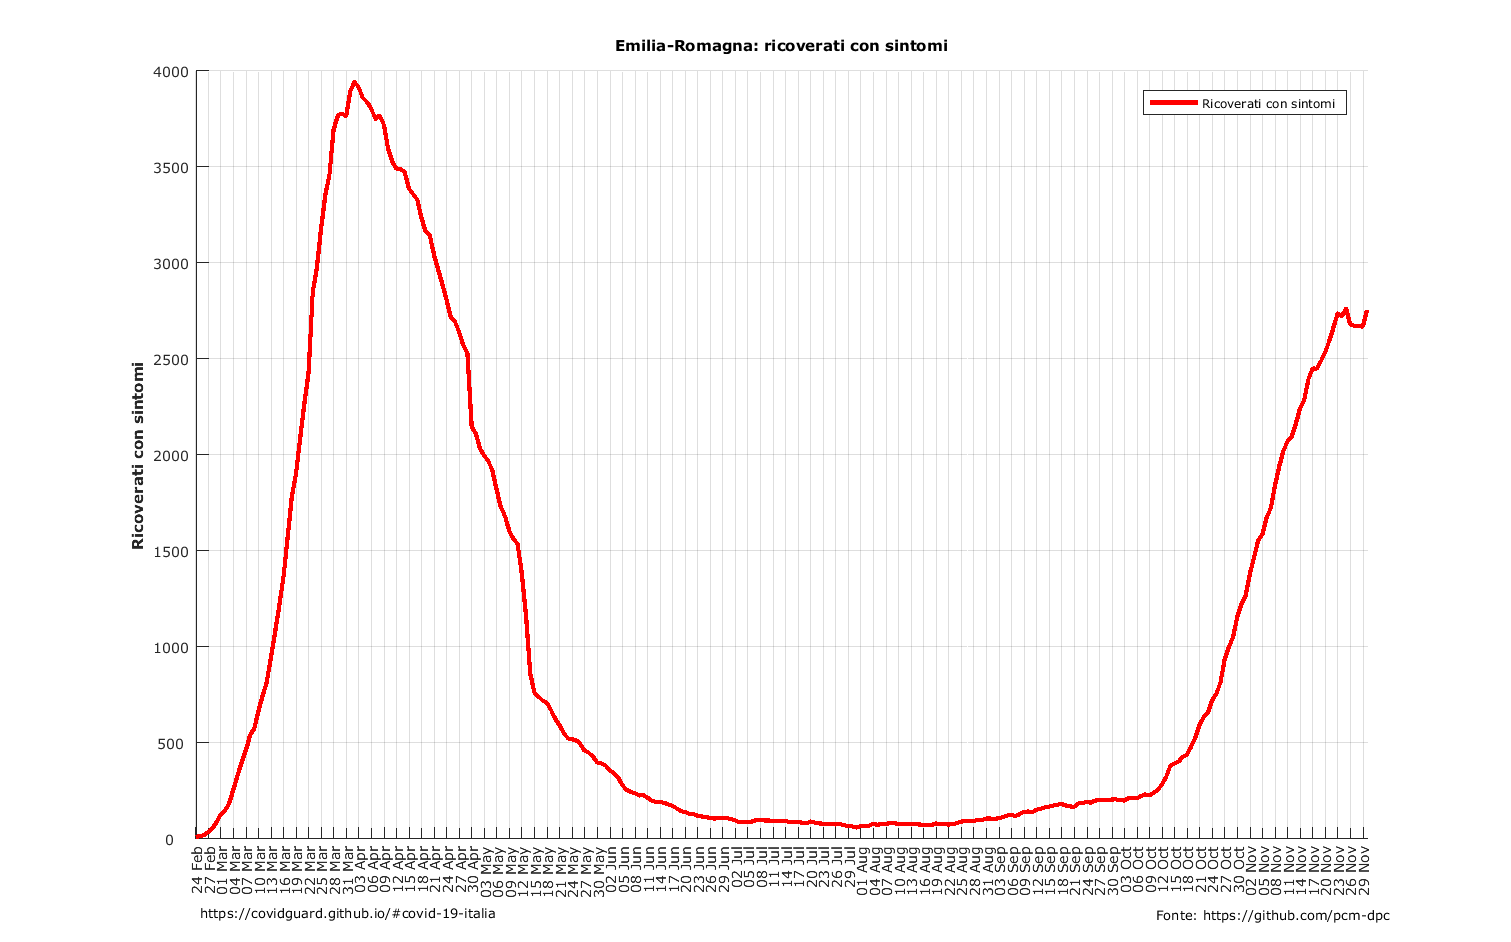 Emilia-Romagna: ricoverati con sintomi
Ricoverati con sintomi
Ricoverati con sintomi
4000
3500
3000
2500
2000
1500
1000
500
0
24 Feb
27 Feb
01 Mar
04 Mar
07 Mar
10 Mar
13 Mar
16 Mar
19 Mar
22 Mar
25 Mar
28 Mar
31 Mar
03 Apr
06 Apr
09 Apr
12 Apr
15 Apr
18 Apr
21 Apr
24 Apr
27 Apr
30 Apr
03 May
06 May
09 May
12 May
15 May
18 May
21 May
24 May
27 May
30 May
02 Jun
05 Jun
08 Jun
11 Jun
14 Jun
17 Jun
20 Jun
23 Jun
26 Jun
29 Jun
02 Jul
05 Jul
08 Jul
11 Jul
14 Jul
17 Jul
20 Jul
23 Jul
26 Jul
29 Jul
01 Aug
04 Aug
07 Aug
10 Aug
13 Aug
16 Aug
19 Aug
22 Aug
25 Aug
28 Aug
31 Aug
03 Sep
06 Sep
09 Sep
12 Sep
15 Sep
18 Sep
21 Sep
24 Sep
27 Sep
30 Sep
03 Oct
06 Oct
09 Oct
12 Oct
15 Oct
18 Oct
21 Oct
24 Oct
27 Oct
30 Oct
02 Nov
05 Nov
08 Nov
11 Nov
14 Nov
17 Nov
20 Nov
23 Nov
26 Nov
29 Nov
https://covidguard.github.io/#covid-19-italia
Fonte: https://github.com/pcm-dpc